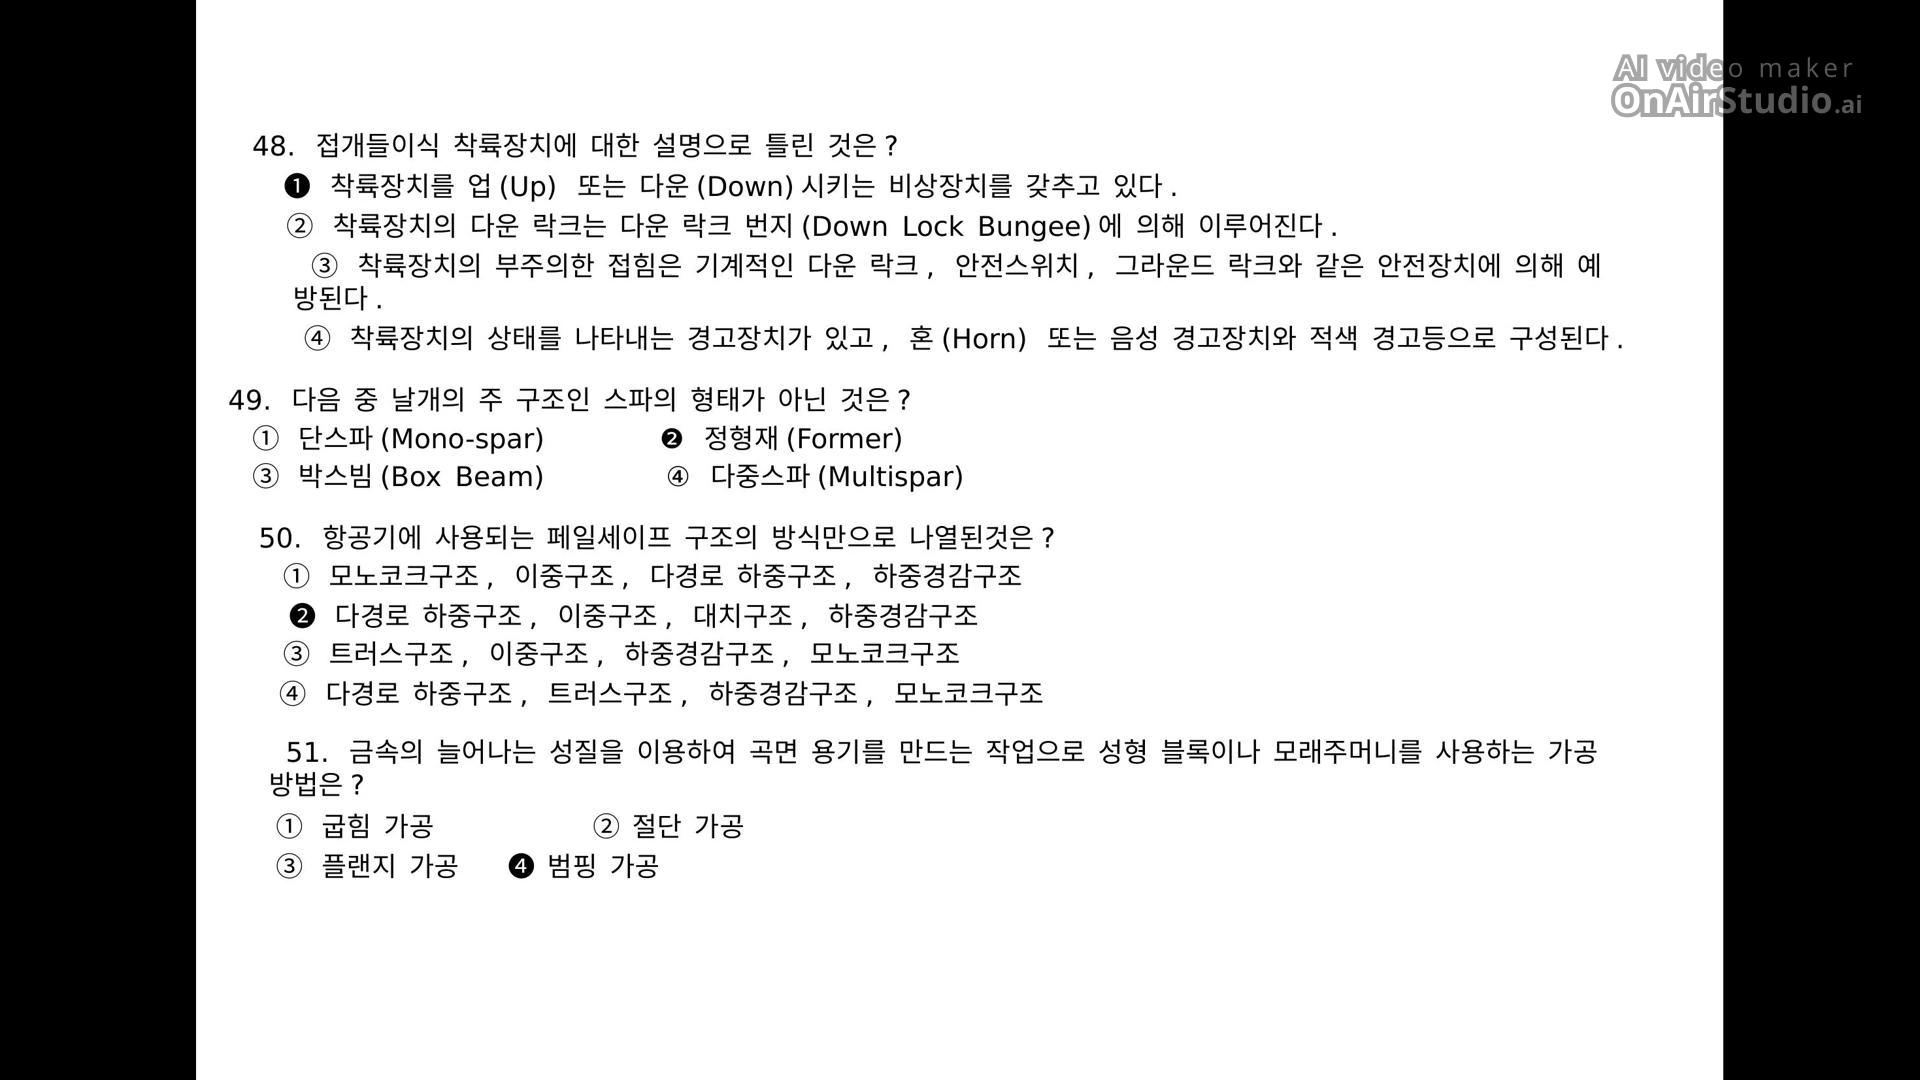 AI video maker
OnAirStudio.ai
48. 접개들이식 착륙장치에 대한 설명으로 틀린 것은?
❶ 착륙장치를 업(Up) 또는 다운(Down)시키는 비상장치를 갖추고 있다.
② 착륙장치의 다운 락크는 다운 락크 번지(Down Lock Bungee)에 의해 이루어진다.
③ 착륙장치의 부주의한 접힘은 기계적인 다운 락크, 안전스위치, 그라운드 락크와 같은 안전장치에 의해 예
방된다.
④ 착륙장치의 상태를 나타내는 경고장치가 있고, 혼(Horn) 또는 음성 경고장치와 적색 경고등으로 구성된다.
49. 다음 중 날개의 주 구조인 스파의 형태가 아닌 것은?
① 단스파(Mono-spar) ❷ 정형재(Former)
③ 박스빔(Box Beam) ④ 다중스파(Multispar)
50. 항공기에 사용되는 페일세이프 구조의 방식만으로 나열된것은?
① 모노코크구조, 이중구조, 다경로 하중구조, 하중경감구조
❷ 다경로 하중구조, 이중구조, 대치구조, 하중경감구조
③ 트러스구조, 이중구조, 하중경감구조, 모노코크구조
④ 다경로 하중구조, 트러스구조, 하중경감구조, 모노코크구조
51. 금속의 늘어나는 성질을 이용하여 곡면 용기를 만드는 작업으로 성형 블록이나 모래주머니를 사용하는 가공
방법은?
① 굽힘 가공 ② 절단 가공
③ 플랜지 가공 ❹ 범핑 가공